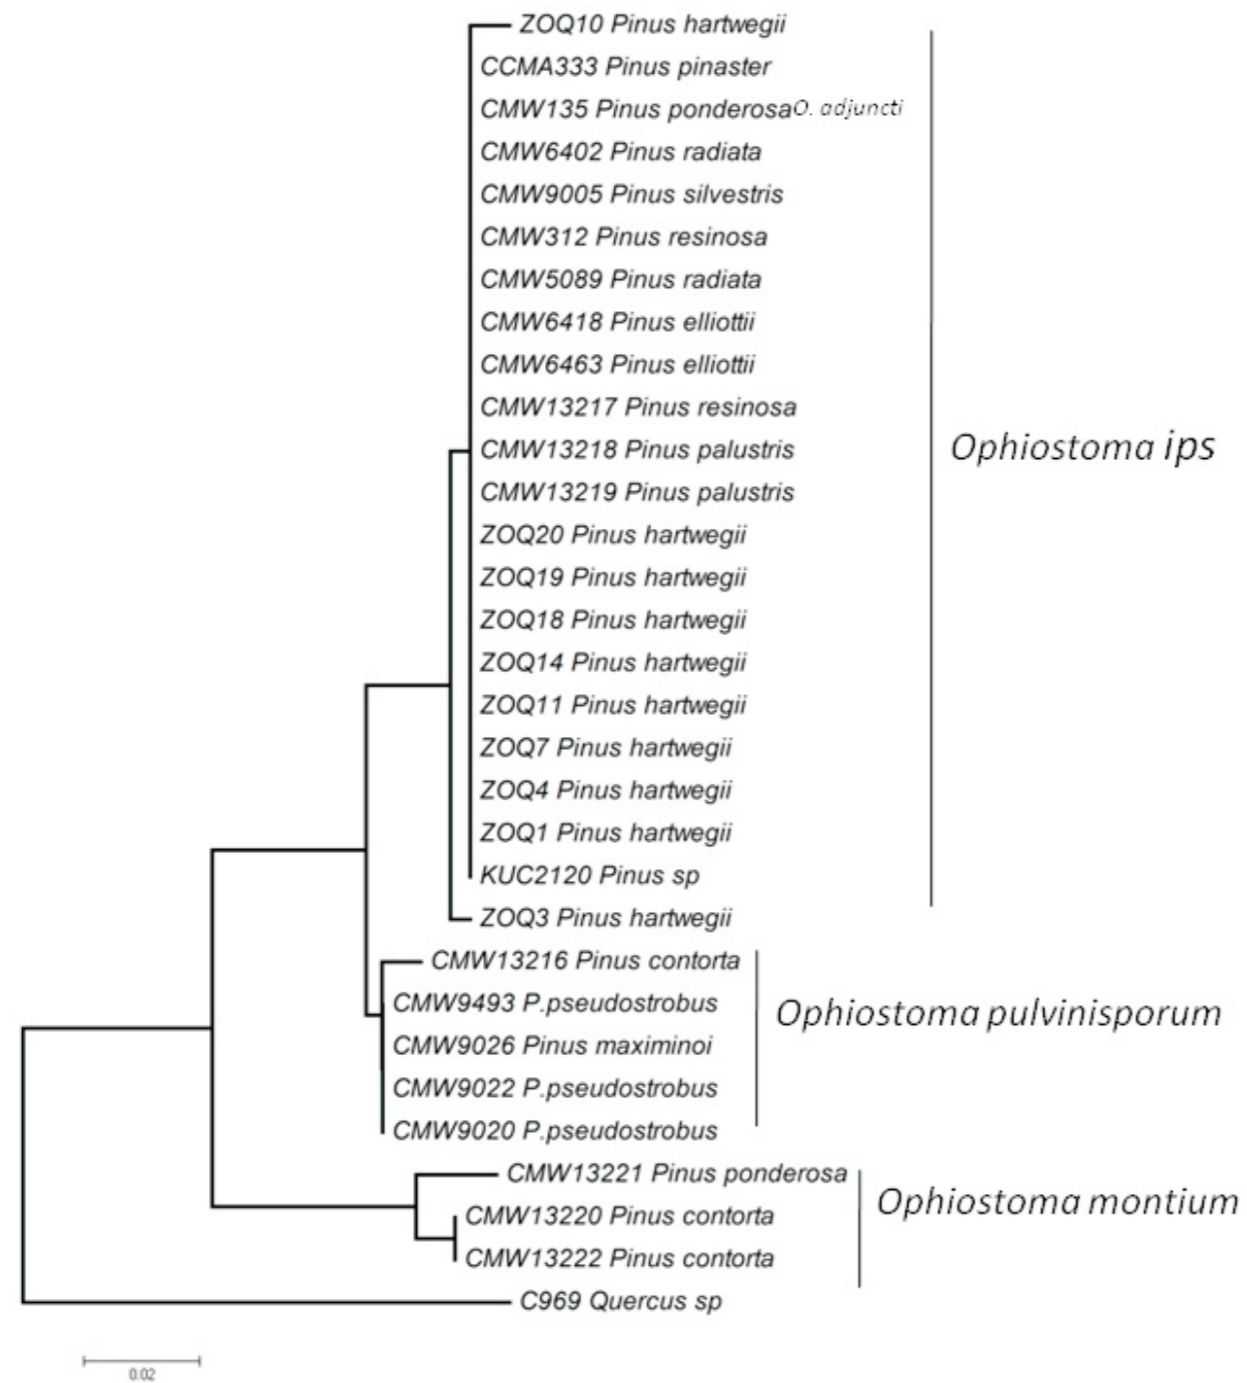 ZOQ10 Pinus hartwegii
CCMA333 Pinus pinaster
CMW135 Pinus ponderosa O. adjuncti
CMW6402 Pinus radiata
CMW9005 Pinus silvestris
CMW312 Pinus resinosa
CMW5089 Pinus radiata
CMW6418 Pinus elliottii
CMW6463 Pinus elliottii
CMW13217 Pinus resinosa
CMW13218 Pinus palustris
Ophiostoma ips
CMW13219 Pinus palustris
ZOQ20 Pinus hartwegii
ZOQ19 Pinus hartwegii
ZOQ18 Pinus hartwegii
ZOQ14 Pinus hartwegii
ZOQ11 Pinus hartwegii
ZOQ7 Pinus hartwegii
ZOQ4 Pinus hartwegii
ZOQ1 Pinus hartwegii
KUC2120 Pinus sp
ZOQ3 Pinus hartwegii
CMW13216 Pinus contorta
CMW9493 P.pseudostrobus
Ophiostoma pulvinisporum
CMW9026 Pinus maximinoi
CMW9022 P.pseudostrobus
CMW9020 P.pseudostrobus
CMW13221 Pinus ponderosa
Ophiostoma montium
CMW13220 Pinus contorta
CMW13222 Pinus contorta
C969 Quercus sp
0.02